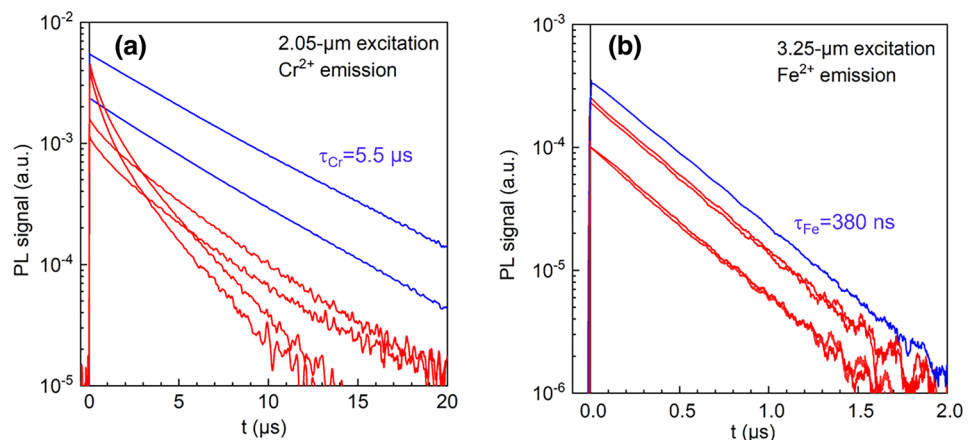 (a)
2.05-µm excitation
Cr²⁺ emission
τCr=5.5 µs
PL signal (a.u.)
10⁻²
10⁻³
10⁻⁴
10⁻⁵
0 5 10 15 20
t (µs)
(b)
3.25-µm excitation
Fe²⁺ emission
τFe=380 ns
PL signal (a.u.)
10⁻³
10⁻⁴
10⁻⁵
10⁻⁶
0.0 0.5 1.0 1.5 2.0
t (µs)